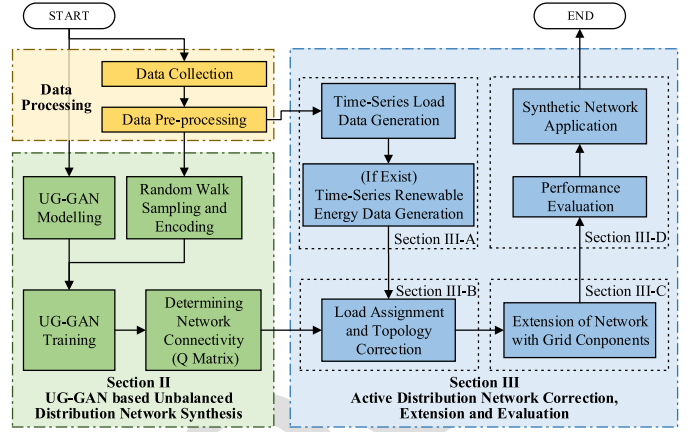 START
END
Data
Processing
Data Collection
Data Pre-processing
UG-GAN
Modelling
Random Walk
Sampling and
Encoding
UG-GAN
Training
Determining
Network
Connectivity
(Q Matrix)
Section II
UG-GAN based Unbalanced
Distribution Network Synthesis
Time-Series Load
Data Generation
(If Exist)
Time-Series Renewable
Energy Data Generation
Section III-A
Synthetic Network
Application
Performance
Evaluation
Section III-D
Section III-B
Load Assignment
and Topology
Correction
Section III-C
Extension of Network
with Grid Components
Section III
Active Distribution Network Correction,
Extension and Evaluation